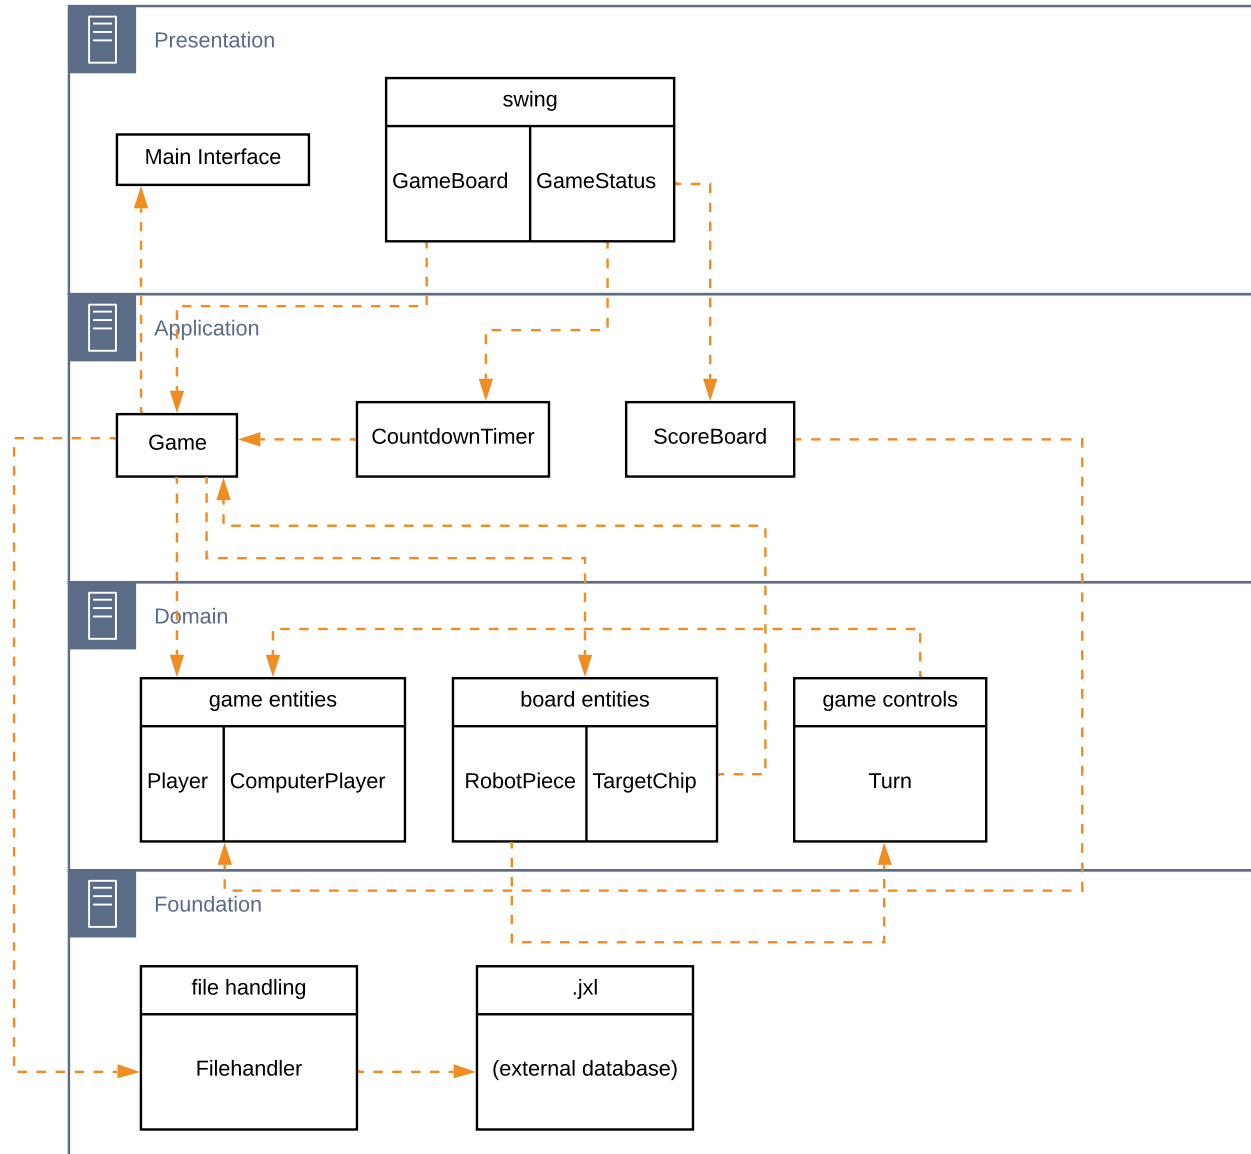 Presentation
swing
Main Interface
GameBoard
GameStatus
Application
Game
CountdownTimer
ScoreBoard
Domain
game entities
board entities
game controls
Player
ComputerPlayer
RobotPiece
TargetChip
Turn
Foundation
file handling
.jxl
Filehandler
(external database)